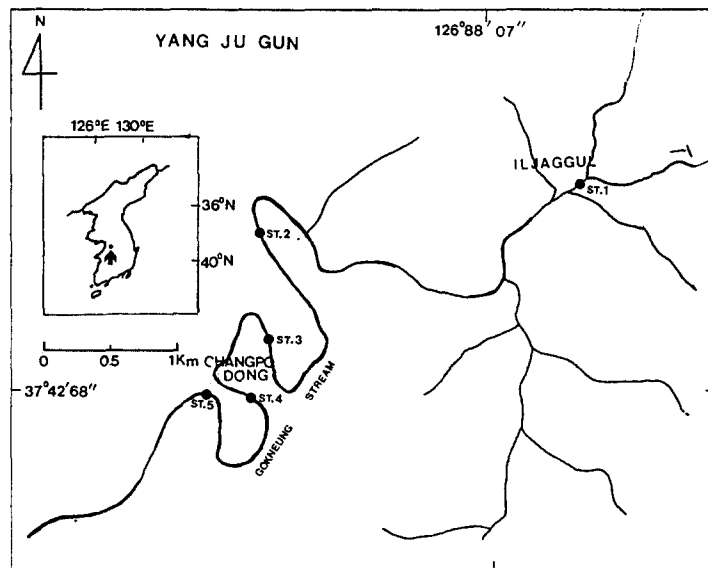 N
YANG JU GUN
126°88′07″
126°E 130°E
36°N
40°N
ILJAGGUL
ST.1
ST.2
ST.3
0 0.5 1Km
CHANGPO
DONG
37°42′68″
ST.5
ST.4
STREAM
GOKNEUNG